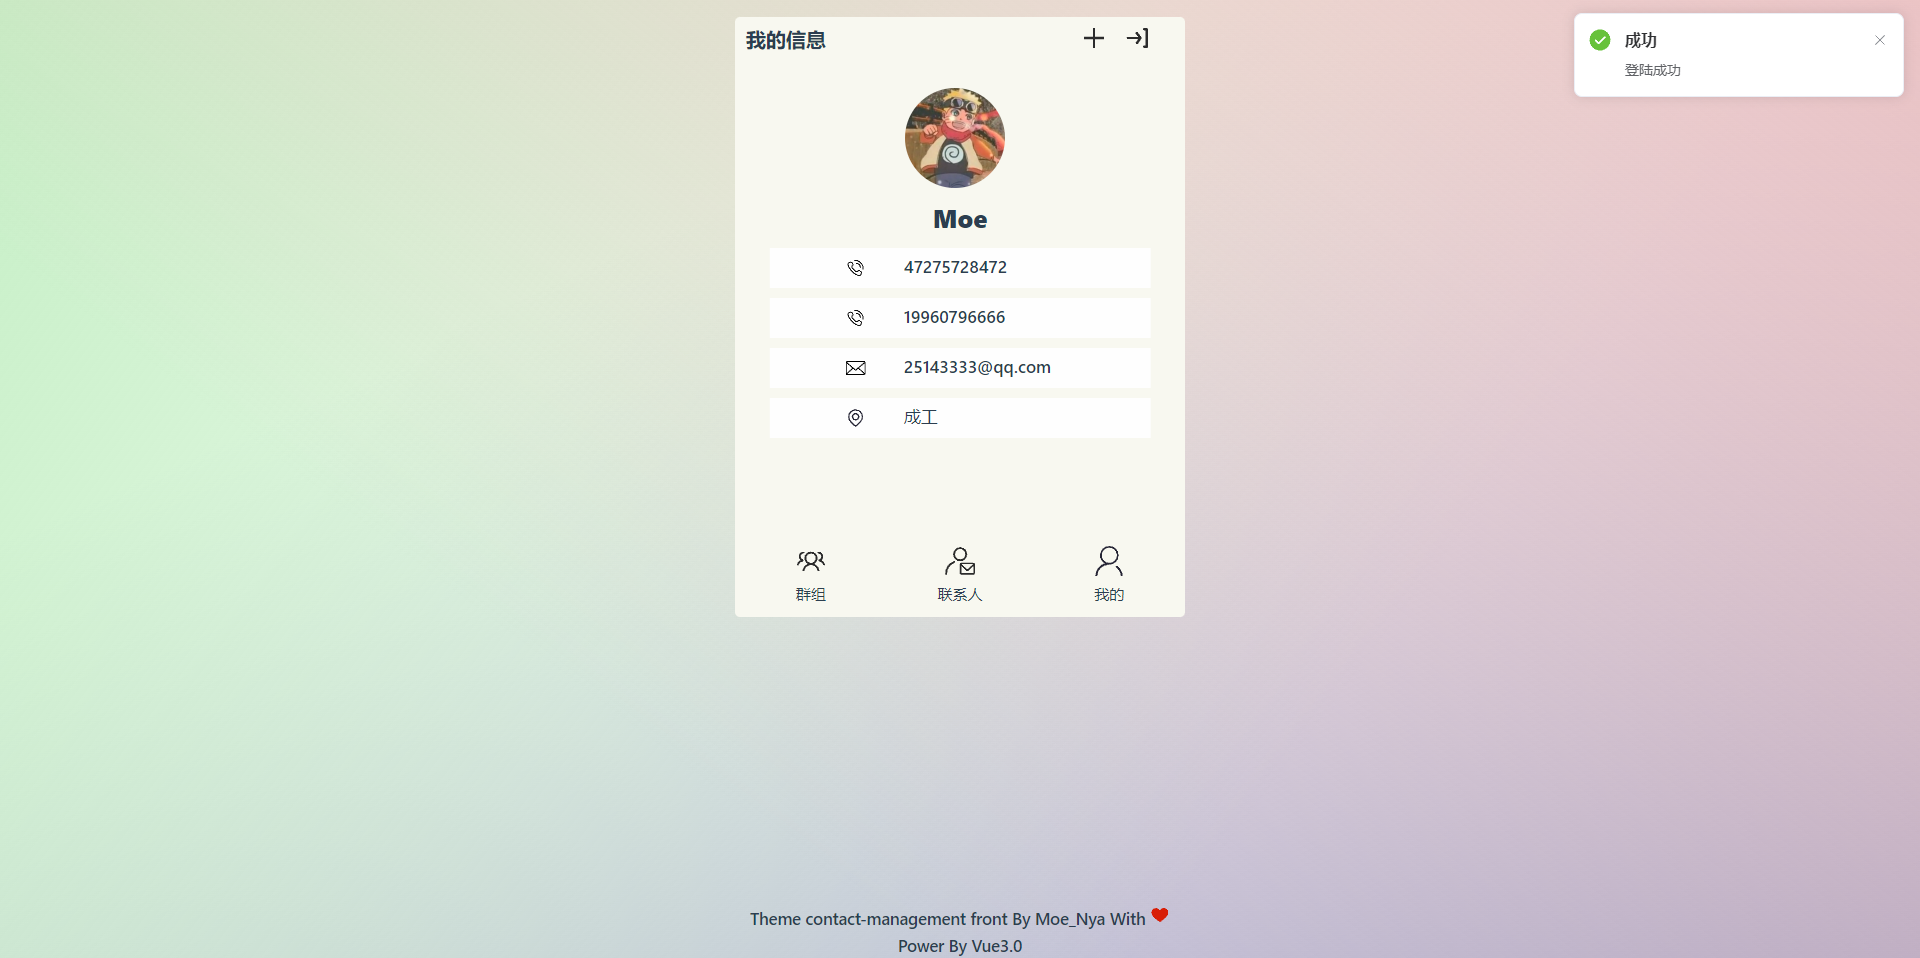 我的信息
成功
登陆成功
Moe
47275728472
19960796666
25143333@qq.com
成工
群组
联系人
我的
Theme contact-management front By Moe_Nya With
Power By Vue3.0